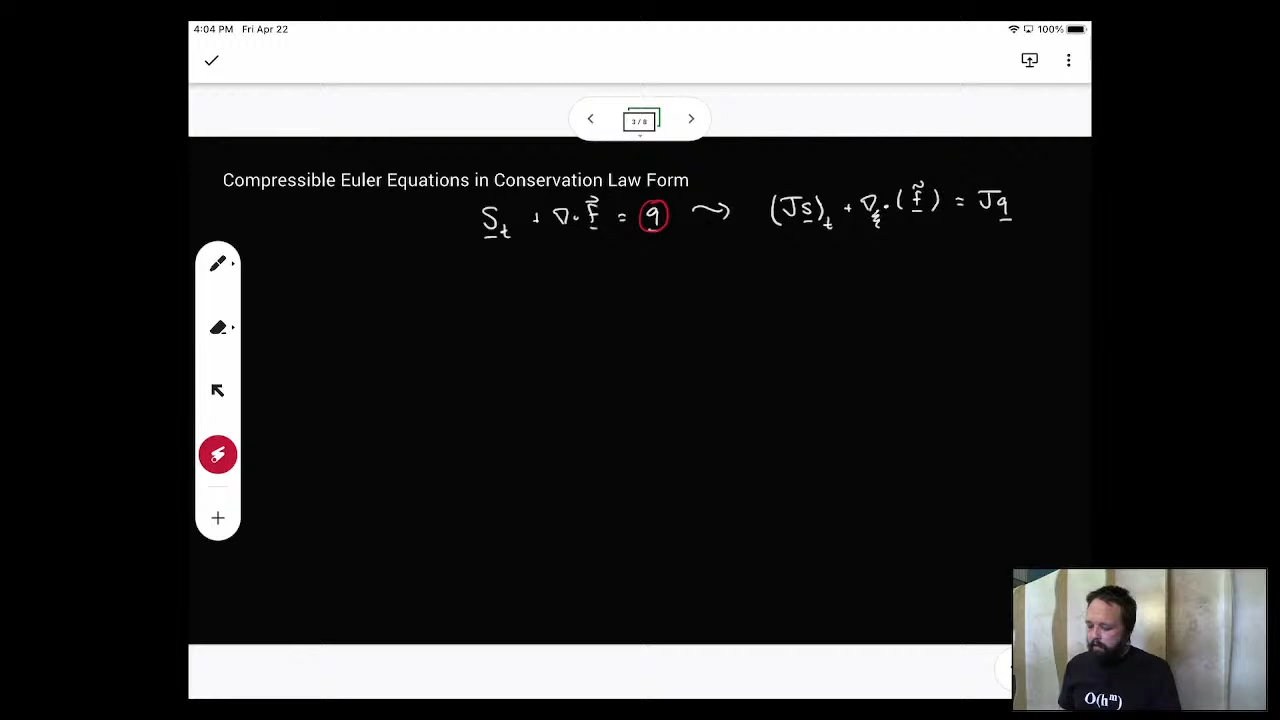 4:04 PM Fri Apr 22 100%
3 / 8
Compressible Euler Equations in Conservation Law Form
S_t + ∇·f⃗ = q ⇝ (Js)_t + ∇_ξ·(f̃) = Jq
O(h^m)